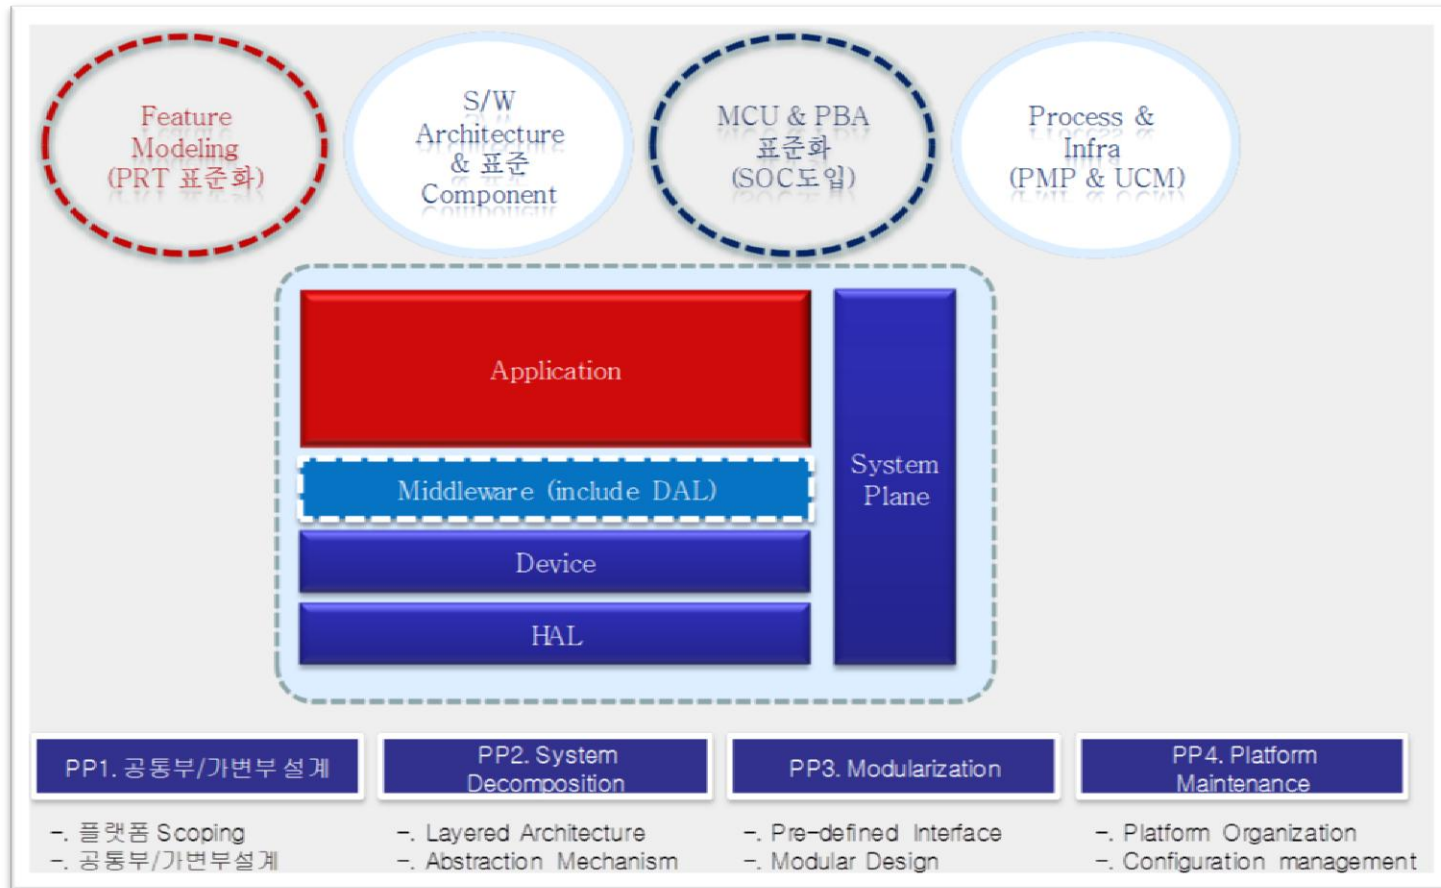 Feature
Modeling
(PRT 표준화)
S/W
Architecture
& 표준
Component
MCU & PBA
표준화
(SOC도입)
Process &
Infra
(PMP & UCM)
Application
Middleware (include DAL)
Device
HAL
System
Plane
PP1. 공통부/가변부 설계
-. 플랫폼 Scoping
-. 공통부/가변부설계
PP2. System
Decomposition
-. Layered Architecture
-. Abstraction Mechanism
PP3. Modularization
-. Pre-defined Interface
-. Modular Design
PP4. Platform
Maintenance
-. Platform Organization
-. Configuration management